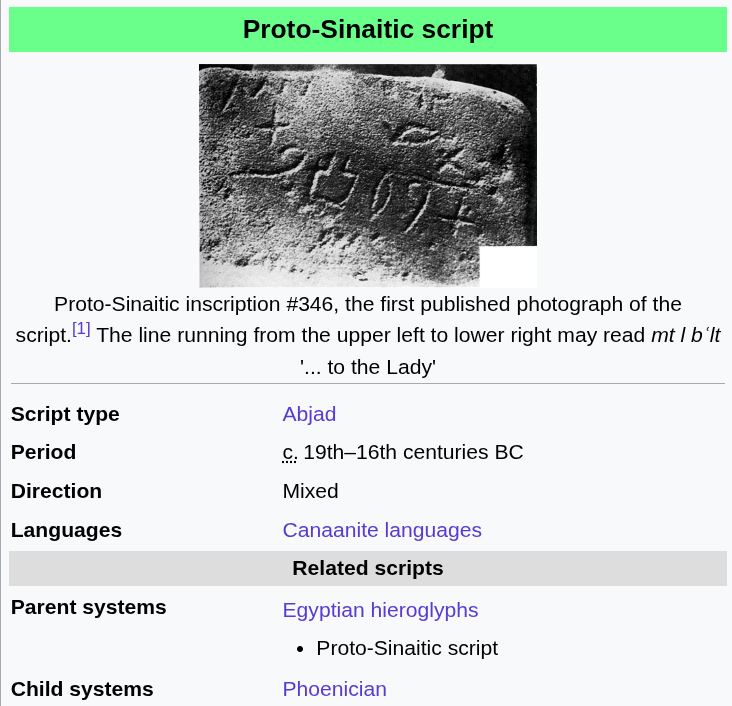 Proto-Sinaitic script
Proto-Sinaitic inscription #346, the first published photograph of the
script.[1] The line running from the upper left to lower right may read mt l bʿlt
'... to the Lady'
Script type Abjad
Period c. 19th–16th centuries BC
Direction Mixed
Languages Canaanite languages
Related scripts
Parent systems Egyptian hieroglyphs
• Proto-Sinaitic script
Child systems Phoenician